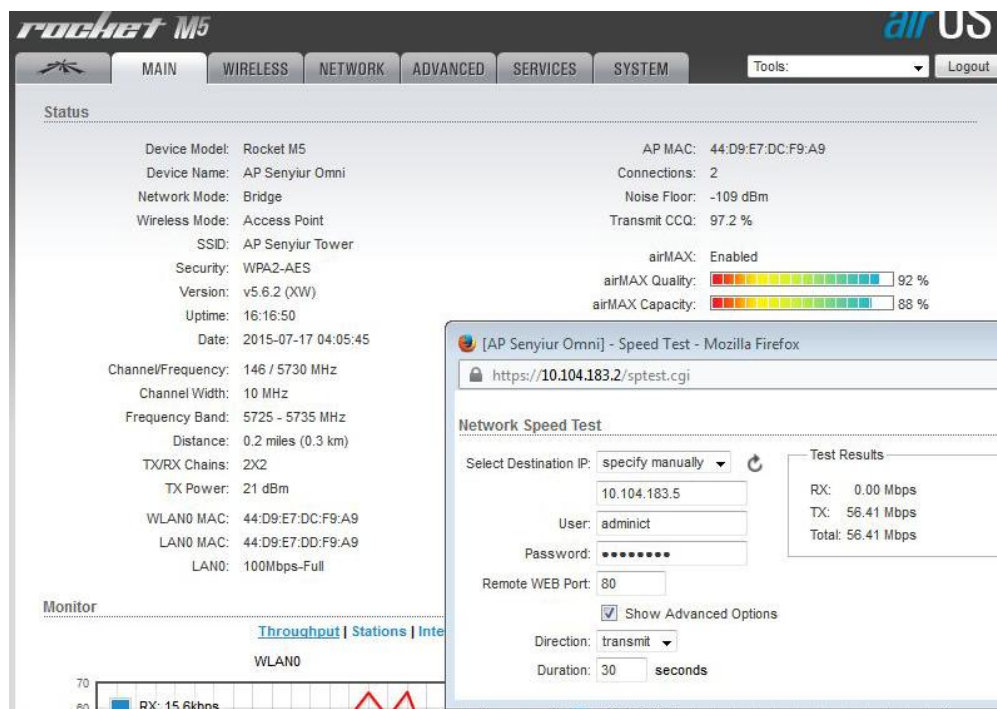 rocket M5
air OS
MAIN WIRELESS NETWORK ADVANCED SERVICES SYSTEM Tools: Logout
Status
Device Model: Rocket M5
Device Name: AP Senyiur Omni
Network Mode: Bridge
Wireless Mode: Access Point
SSID: AP Senyiur Tower
Security: WPA2-AES
Version: v5.6.2 (XW)
Uptime: 16:16:50
Date: 2015-07-17 04:05:45
Channel/Frequency: 146 / 5730 MHz
Channel Width: 10 MHz
Frequency Band: 5725 - 5735 MHz
Distance: 0.2 miles (0.3 km)
TX/RX Chains: 2X2
TX Power: 21 dBm
WLAN0 MAC: 44:D9:E7:DC:F9:A9
LAN0 MAC: 44:D9:E7:DD:F9:A9
LAN0: 100Mbps-Full
AP MAC: 44:D9:E7:DC:F9:A9
Connections: 2
Noise Floor: -109 dBm
Transmit CCQ: 97.2 %
airMAX: Enabled
airMAX Quality: 92 %
airMAX Capacity: 88 %
Monitor
Throughput | Stations | Inte
WLAN0
70
60
RX: 15.6kbps
[AP Senyiur Omni] - Speed Test - Mozilla Firefox
https://10.104.183.2/sptest.cgi
Network Speed Test
Select Destination IP: specify manually
10.104.183.5
User: adminict
Password: ••••••••
Remote WEB Port: 80
Show Advanced Options
Direction: transmit
Duration: 30 seconds
Test Results
RX: 0.00 Mbps
TX: 56.41 Mbps
Total: 56.41 Mbps